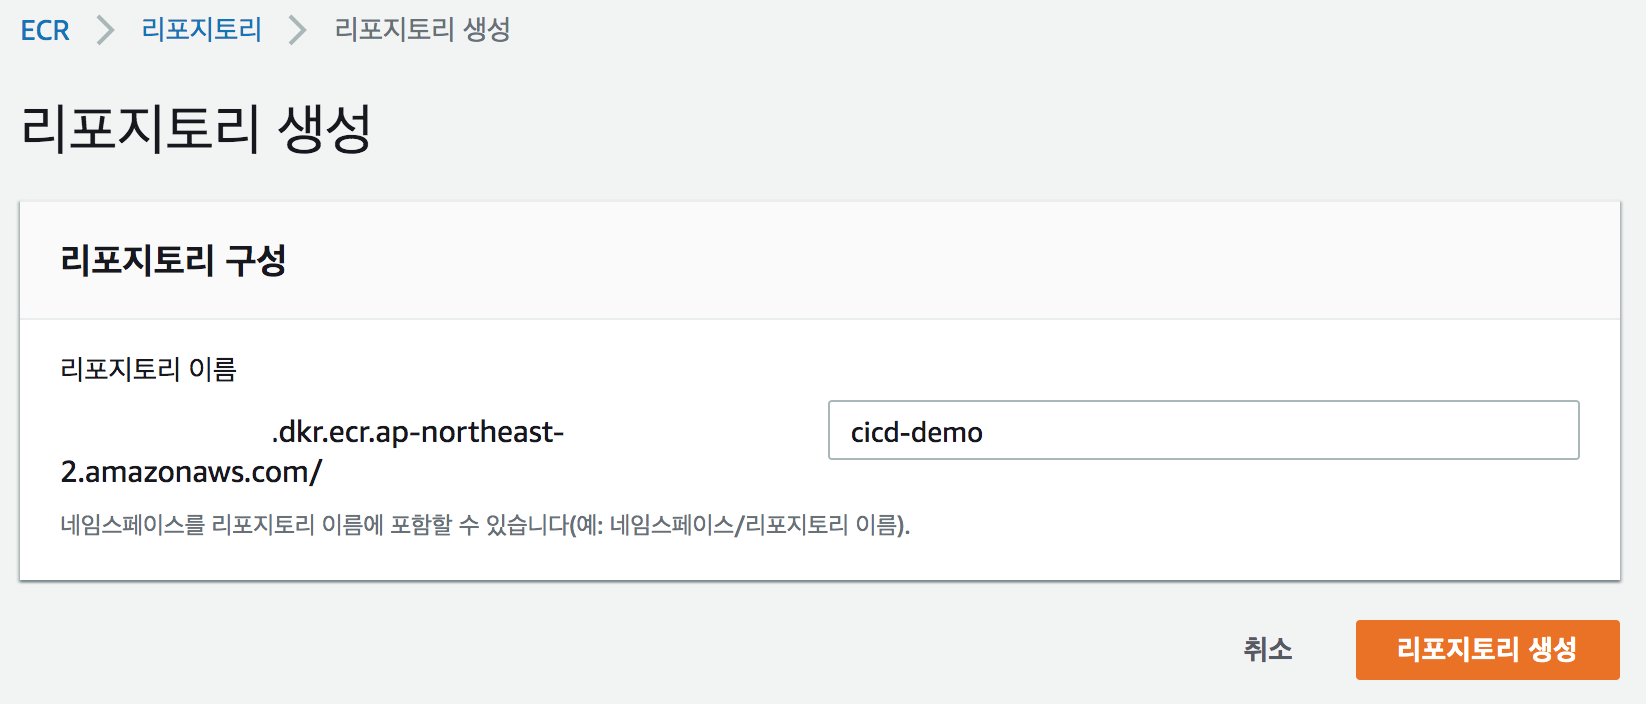 ECR 리포지토리 리포지토리 생성
리포지토리 생성
리포지토리 구성
리포지토리 이름
.dkr.ecr.ap-northeast-
2.amazonaws.com/
cicd-demo
네임스페이스를 리포지토리 이름에 포함할 수 있습니다(예: 네임스페이스/리포지토리 이름).
취소 리포지토리 생성